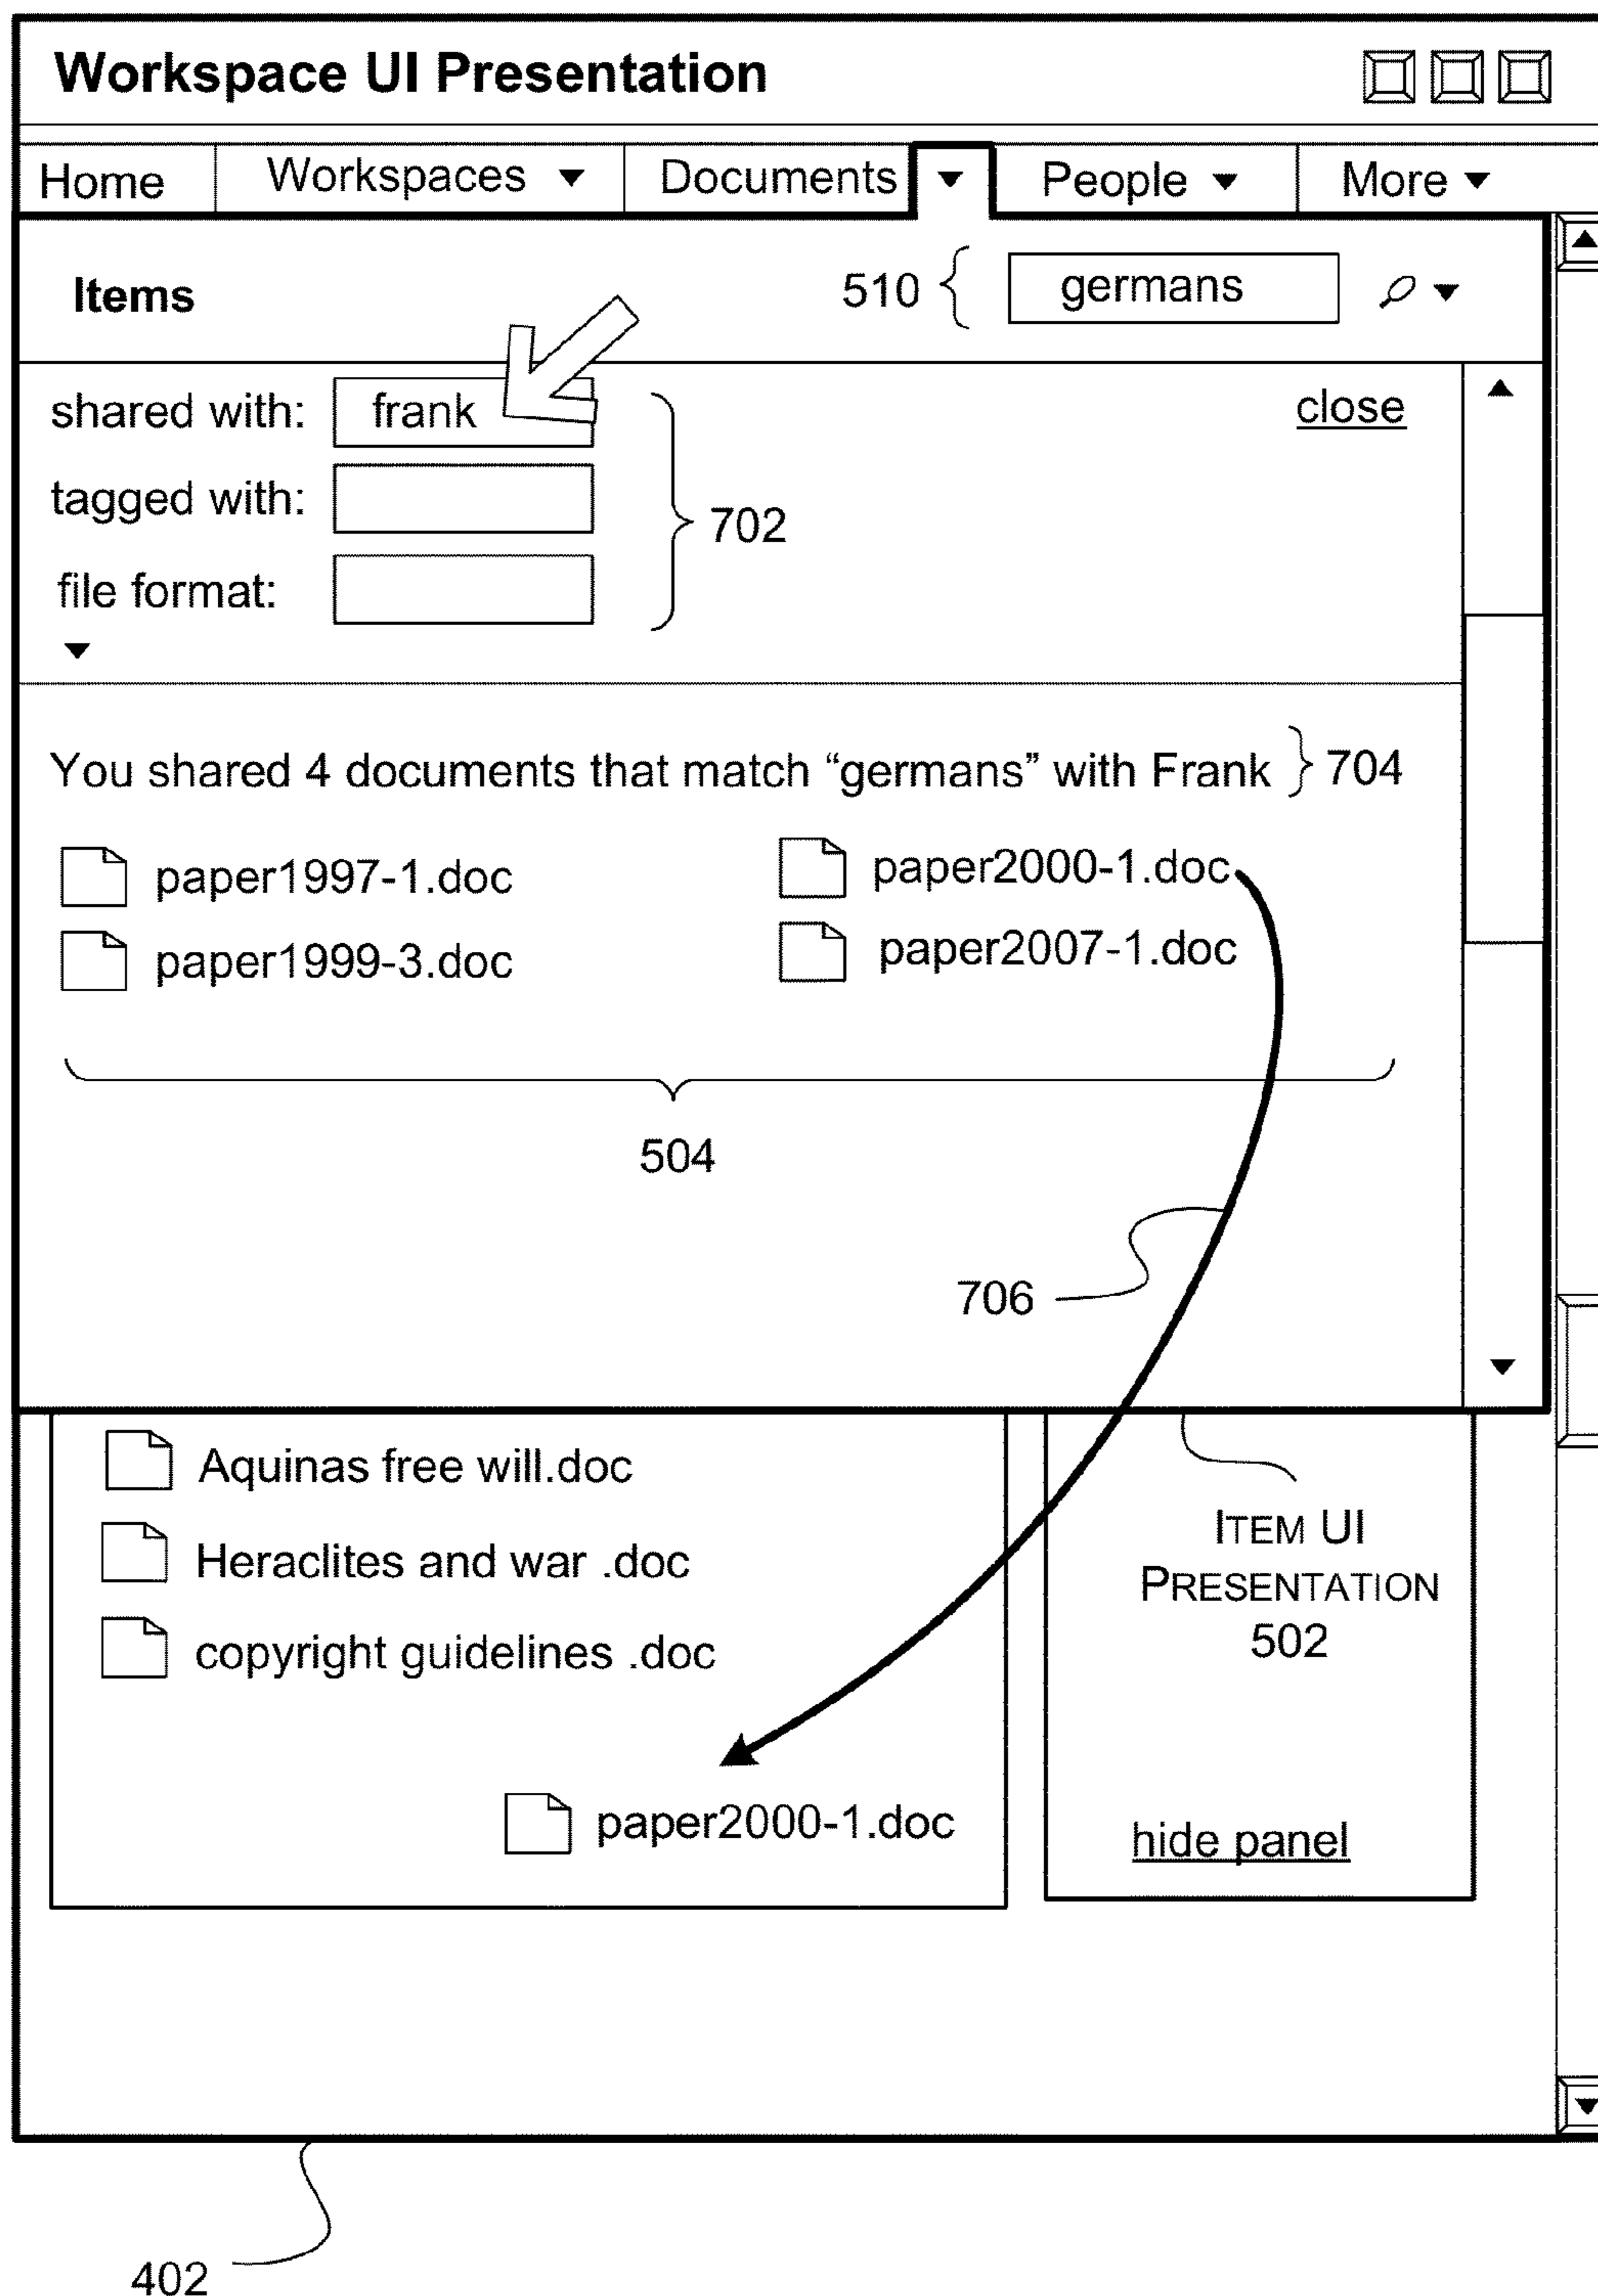 Workspace UI Presentation
Home Workspaces Documents People More
Items 510 germans
shared with: frank close
tagged with:
702
file format:
You shared 4 documents that match “germans” with Frank 704
paper1997-1.doc paper2000-1.doc
paper1999-3.doc paper2007-1.doc
504
706
Aquinas free will.doc
Heraclites and war .doc
copyright guidelines .doc
paper2000-1.doc
ITEM UI
PRESENTATION
502
hide panel
402